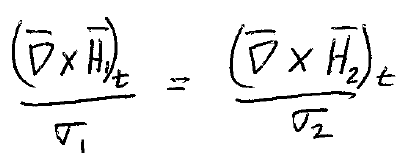 (∇̅ × H̅₁)ₜ / σ₁ = (∇̅ × H̅₂)ₜ / σ₂